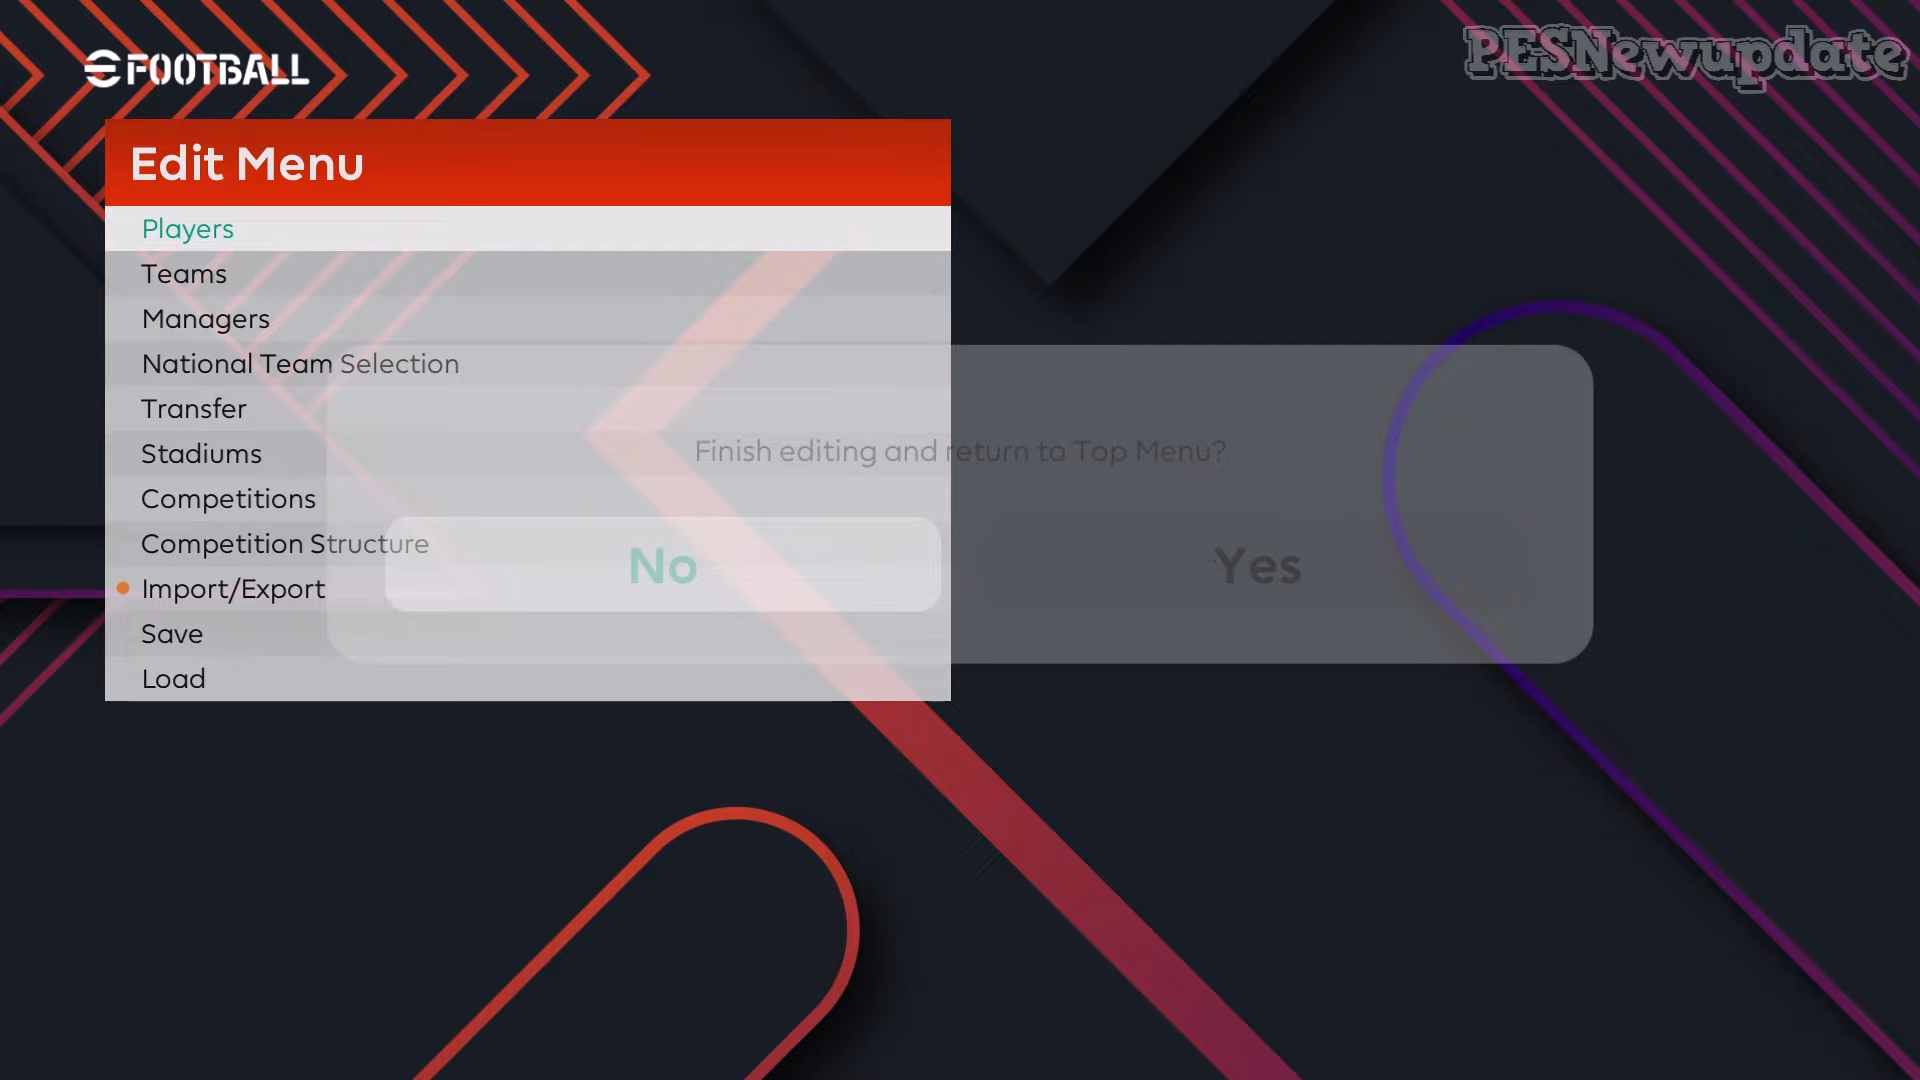 FOOTBALL
PESNewupdate
Edit Menu
Players
Teams
Managers
National Team Selection
Transfer
Stadiums
Competitions
Competition Structure
Import/Export
Save
Load
Finish editing and return to Top Menu?
No
Yes